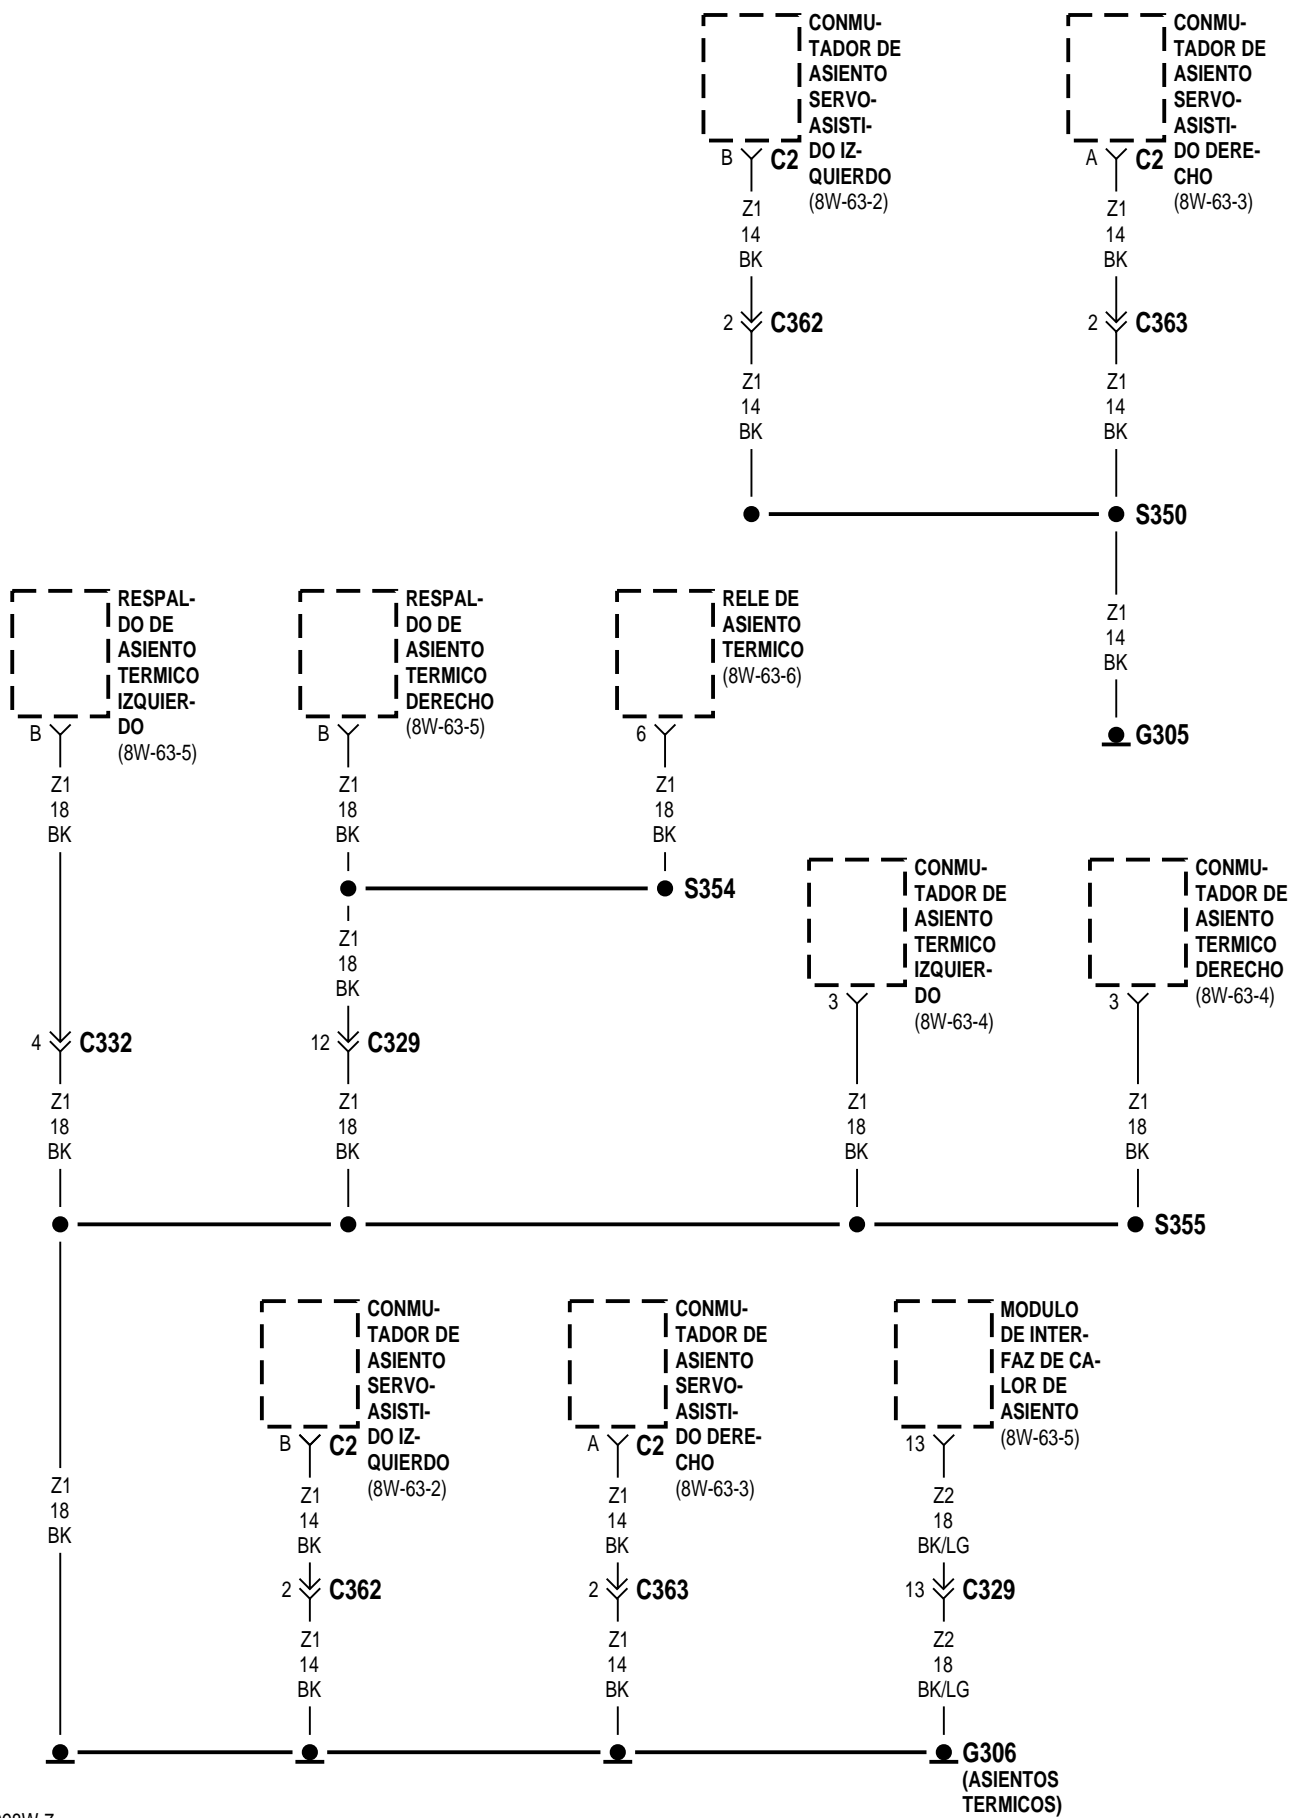 CONMU-
TADOR DE
ASIENTO
SERVO-
ASISTI-
DO IZ-
QUIERDO
(8W-63-2)
B
C2
Z1
14
BK
2
C362
Z1
14
BK
CONMU-
TADOR DE
ASIENTO
SERVO-
ASISTI-
DO DERE-
CHO
(8W-63-3)
A
C2
Z1
14
BK
2
C363
Z1
14
BK
S350
Z1
14
BK
G305
RESPAL-
DO DE
ASIENTO
TERMICO
IZQUIER-
DO
(8W-63-5)
B
Z1
18
BK
4
C332
Z1
18
BK
RESPAL-
DO DE
ASIENTO
TERMICO
DERECHO
(8W-63-5)
B
Z1
18
BK
RELE DE
ASIENTO
TERMICO
(8W-63-6)
6
Z1
18
BK
S354
Z1
18
BK
12
C329
Z1
18
BK
CONMU-
TADOR DE
ASIENTO
TERMICO
IZQUIER-
DO
(8W-63-4)
3
Z1
18
BK
CONMU-
TADOR DE
ASIENTO
TERMICO
DERECHO
(8W-63-4)
3
Z1
18
BK
S355
Z1
18
BK
CONMU-
TADOR DE
ASIENTO
SERVO-
ASISTI-
DO IZ-
QUIERDO
(8W-63-2)
B
C2
Z1
14
BK
2
C362
Z1
14
BK
CONMU-
TADOR DE
ASIENTO
SERVO-
ASISTI-
DO DERE-
CHO
(8W-63-3)
A
C2
Z1
14
BK
2
C363
Z1
14
BK
MODULO
DE INTER-
FAZ DE CA-
LOR DE
ASIENTO
(8W-63-5)
13
Z2
18
BK/LG
13
C329
Z2
18
BK/LG
G306
(ASIENTOS
TERMICOS)